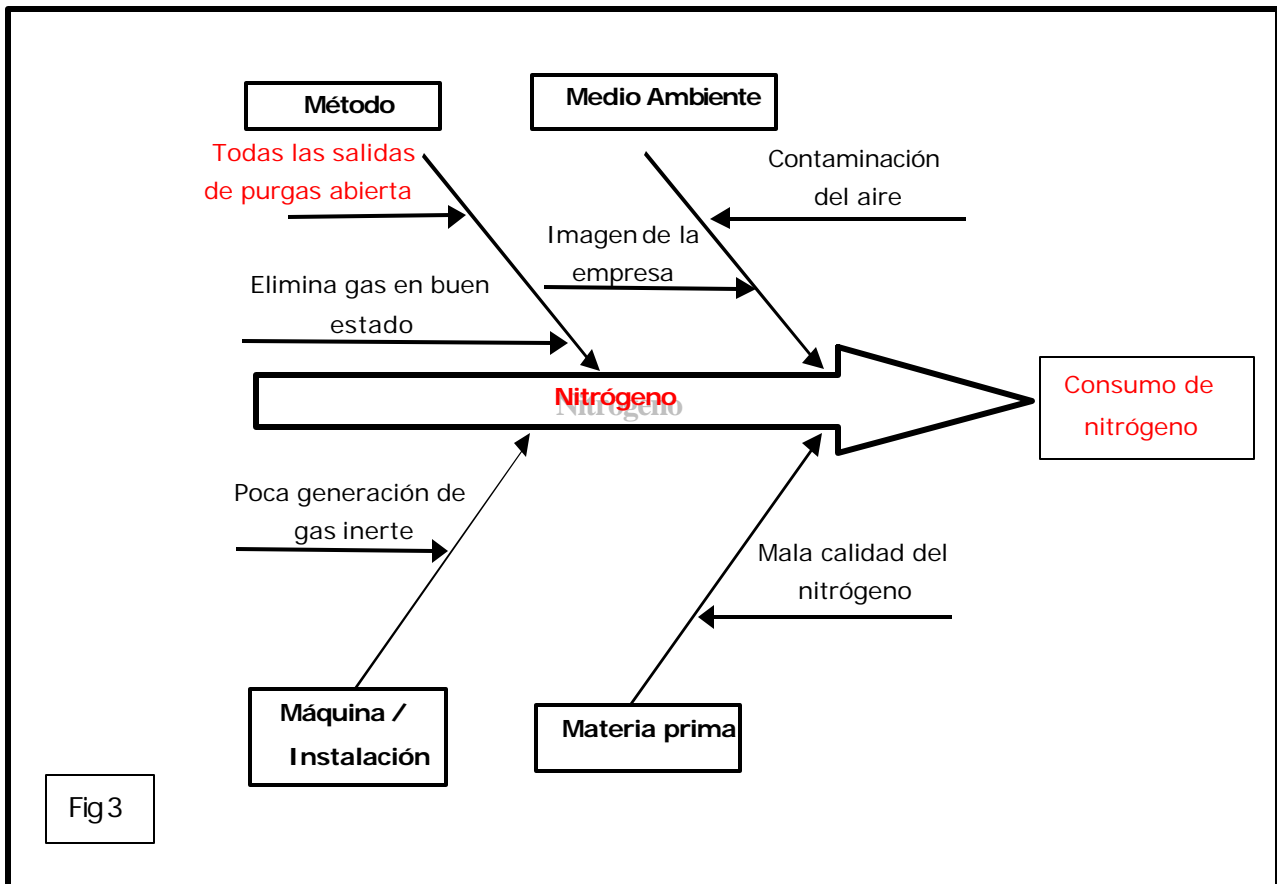 Método
Medio Ambiente
Todas las salidas
de purgas abierta
Contaminación
del aire
Imagen de la
empresa
Elimina gas en buen
estado
Nitrógeno
Nitrógeno
Consumo de
nitrógeno
Poca generación de
gas inerte
Mala calidad del
nitrógeno
Máquina /
Instalación
Materia prima
Fig 3